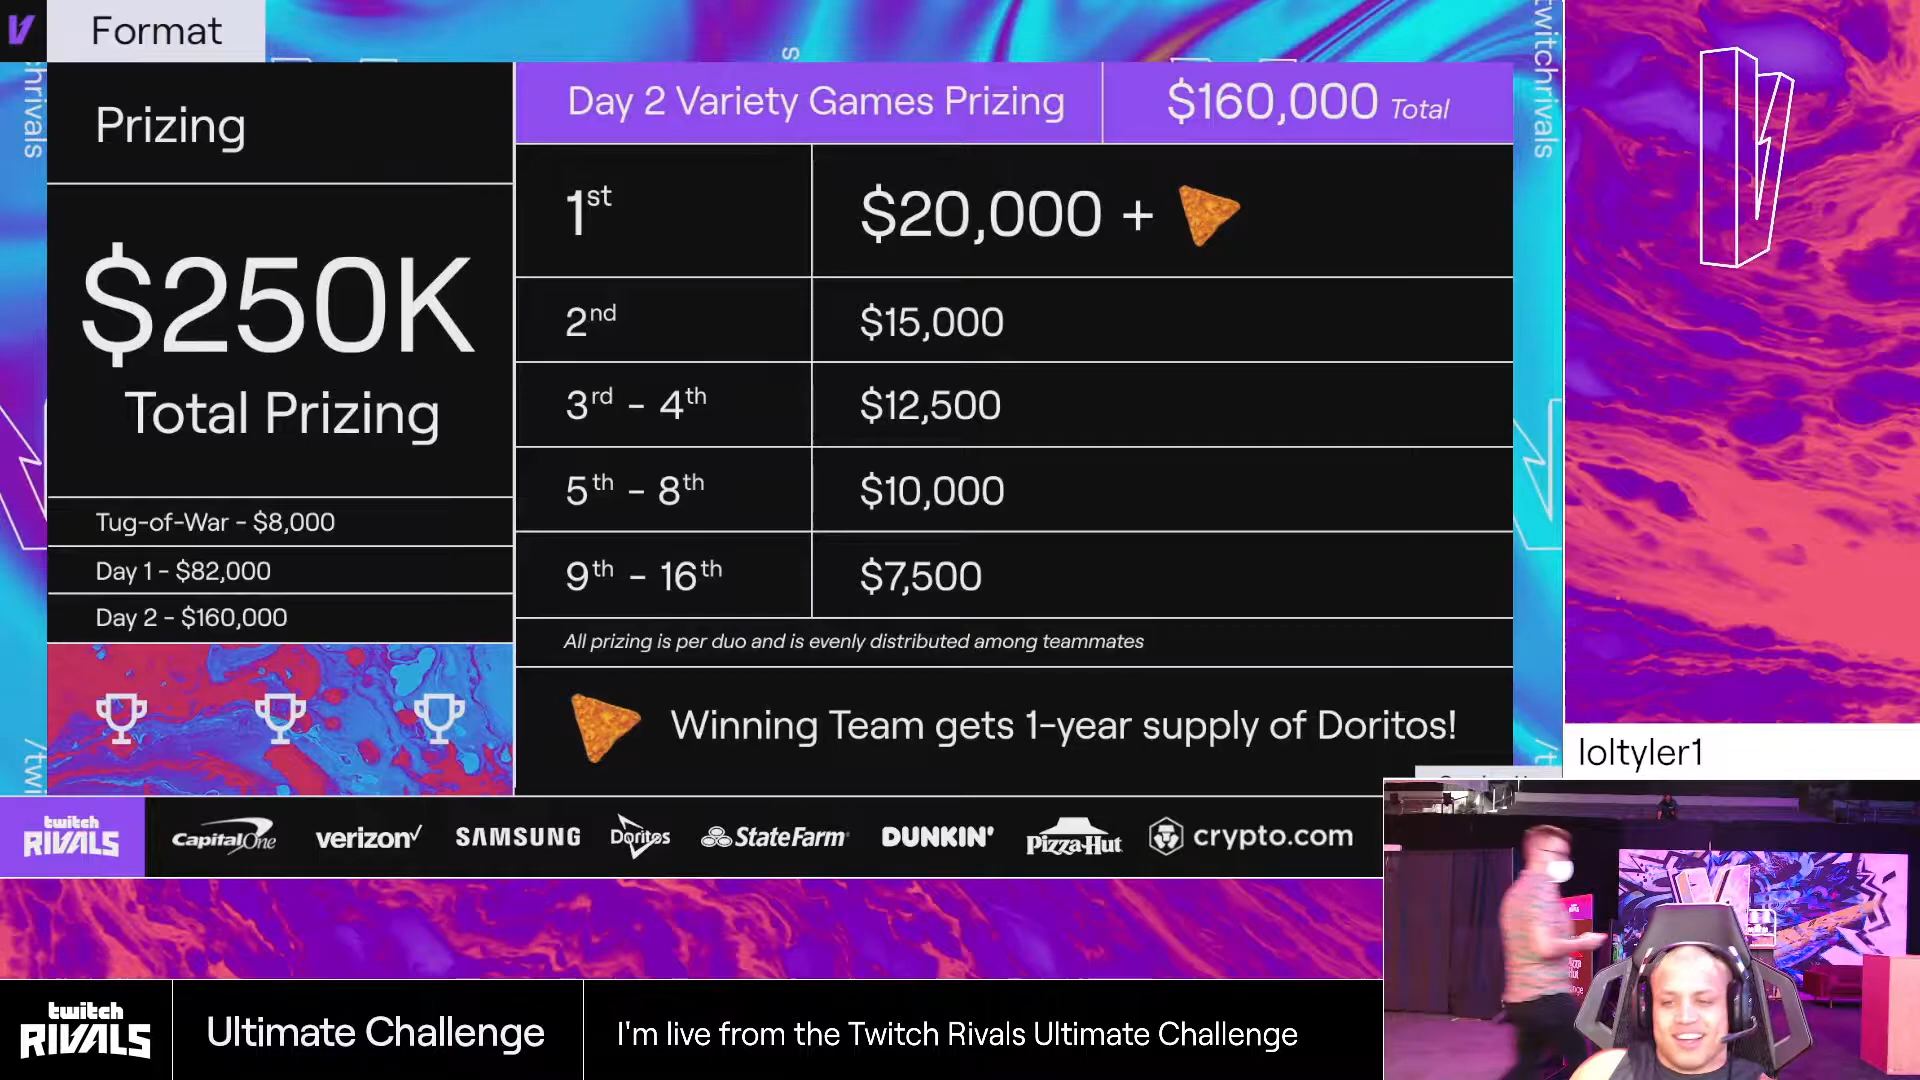 Format
Prizing
$250K
Total Prizing
Tug-of-War - $8,000
Day 1 - $82,000
Day 2 - $160,000
Day 2 Variety Games Prizing
$160,000 Total
1st
$20,000 +
2nd
$15,000
3rd - 4th
$12,500
5th - 8th
$10,000
9th - 16th
$7,500
All prizing is per duo and is evenly distributed among teammates
Winning Team gets 1-year supply of Doritos!
twitchrivals
loltyler1
twitch
RIVALS
Capital One
verizon
SAMSUNG
Doritos
StateFarm
DUNKIN'
Pizza Hut
crypto.com
twitch
RIVALS
Ultimate Challenge
I'm live from the Twitch Rivals Ultimate Challenge